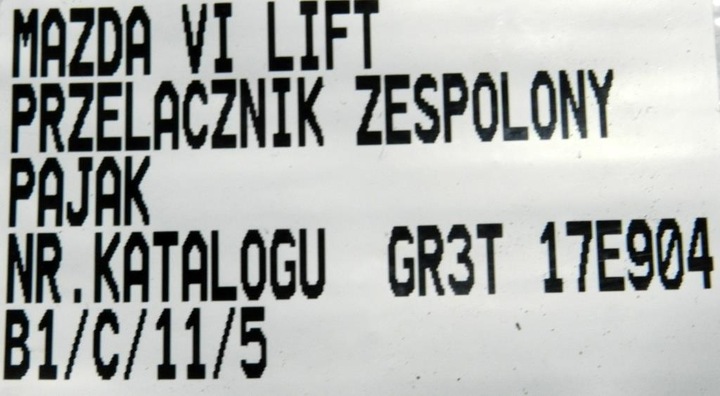 MAZDA VI LIFT
PRZELACZNIK ZESPOLONY
PAJAK
NR.KATALOGU GR3T 17E904
B1/C/11/5